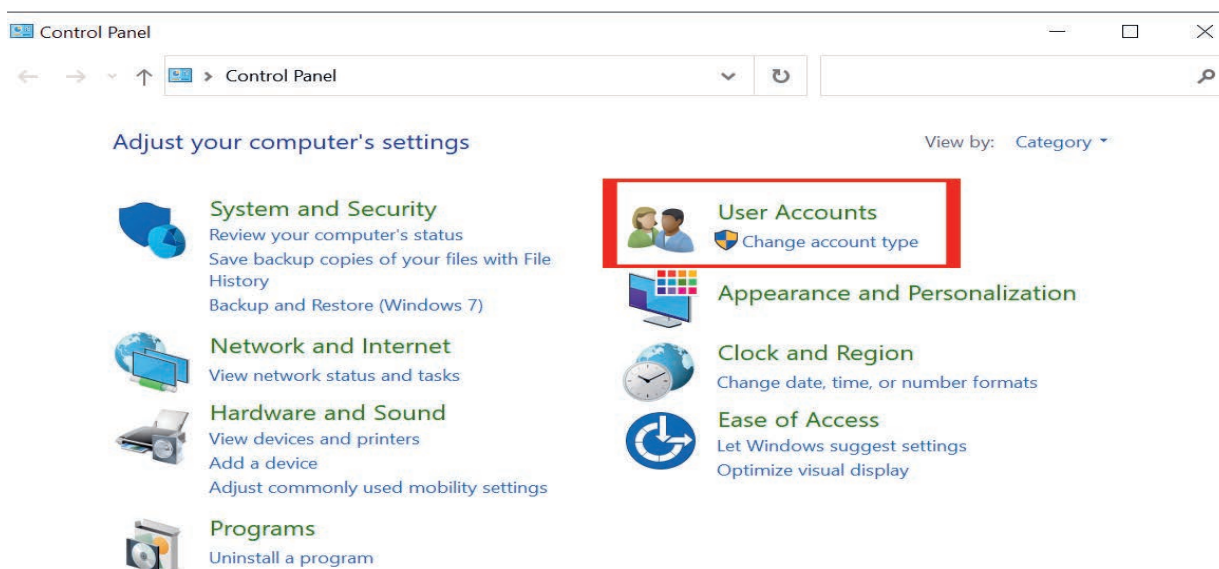 Control Panel
Control Panel
Adjust your computer's settings
View by: Category
System and Security
Review your computer's status
Save backup copies of your files with File
History
Backup and Restore (Windows 7)
Network and Internet
View network status and tasks
Hardware and Sound
View devices and printers
Add a device
Adjust commonly used mobility settings
Programs
Uninstall a program
User Accounts
Change account type
Appearance and Personalization
Clock and Region
Change date, time, or number formats
Ease of Access
Let Windows suggest settings
Optimize visual display